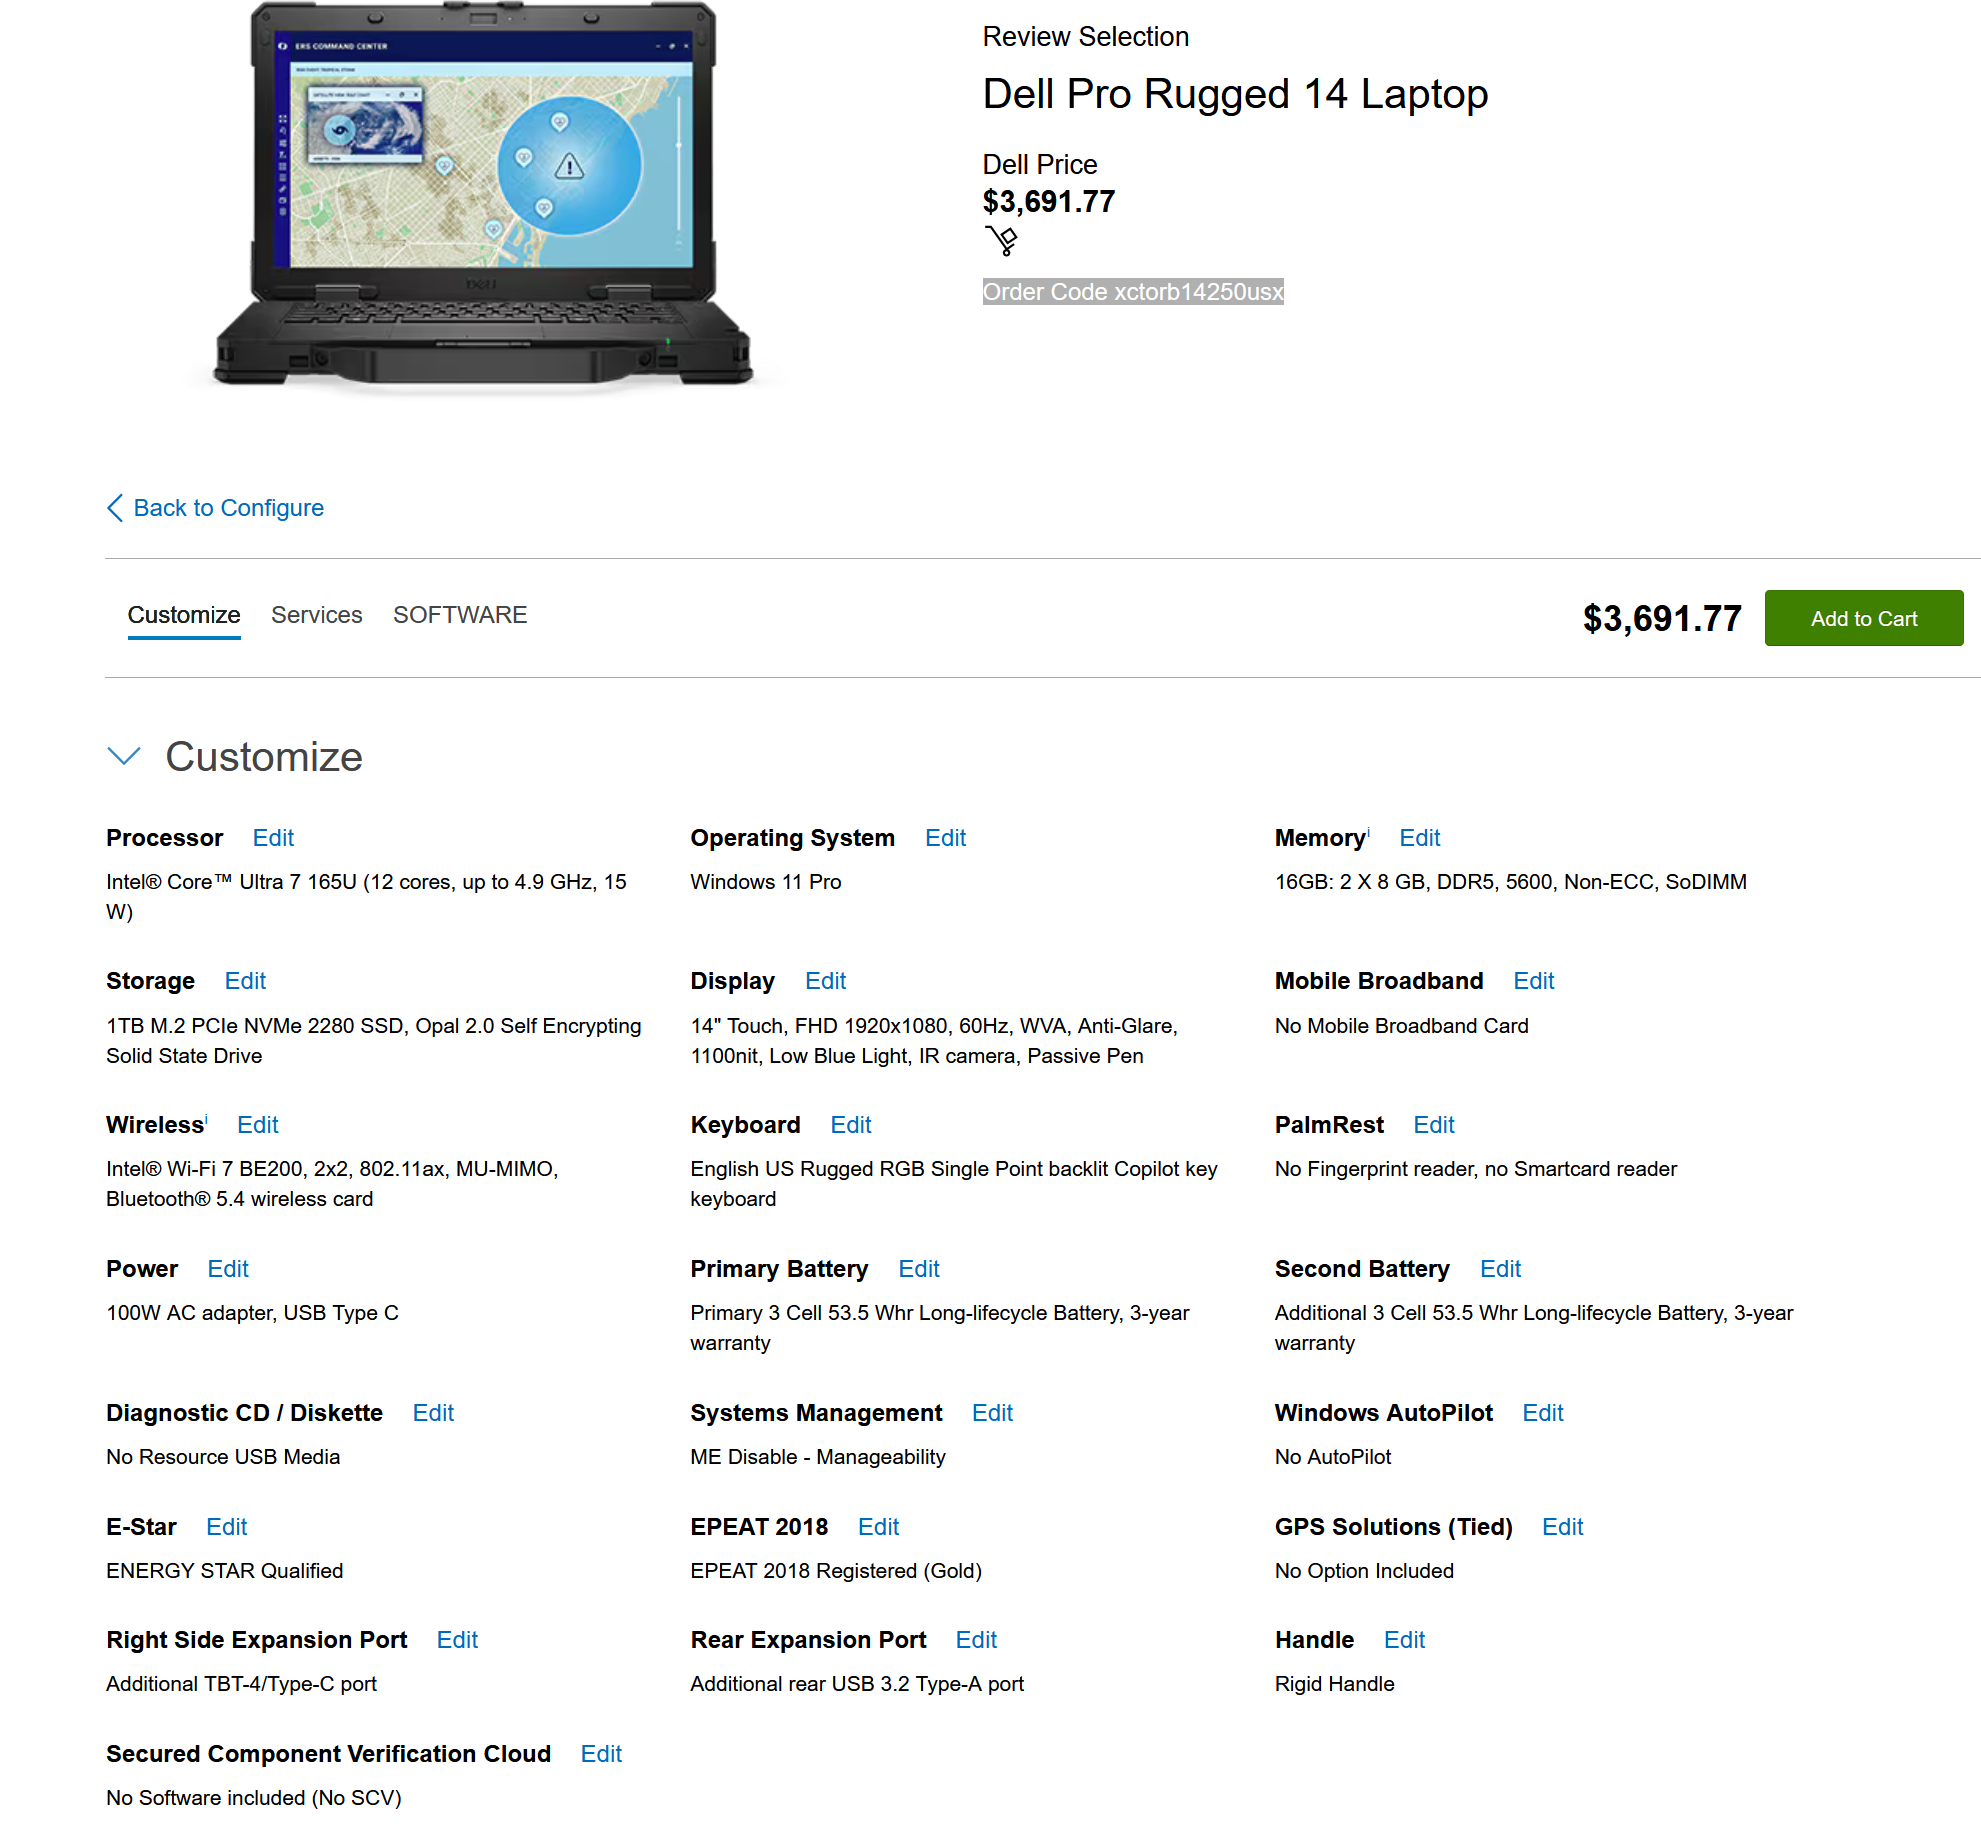 ERS COMMAND CENTER
DELL
Review Selection
Dell Pro Rugged 14 Laptop
Dell Price
$3,691.77
Order Code xctorb14250usx
Back to Configure
Customize Services SOFTWARE
$3,691.77 Add to Cart
Customize
Processor Edit
Intel® Core™ Ultra 7 165U (12 cores, up to 4.9 GHz, 15
W)
Operating System Edit
Windows 11 Pro
Memoryⁱ Edit
16GB: 2 X 8 GB, DDR5, 5600, Non-ECC, SoDIMM
Storage Edit
1TB M.2 PCIe NVMe 2280 SSD, Opal 2.0 Self Encrypting
Solid State Drive
Display Edit
14" Touch, FHD 1920x1080, 60Hz, WVA, Anti-Glare,
1100nit, Low Blue Light, IR camera, Passive Pen
Mobile Broadband Edit
No Mobile Broadband Card
Wirelessⁱ Edit
Intel® Wi-Fi 7 BE200, 2x2, 802.11ax, MU-MIMO,
Bluetooth® 5.4 wireless card
Keyboard Edit
English US Rugged RGB Single Point backlit Copilot key
keyboard
PalmRest Edit
No Fingerprint reader, no Smartcard reader
Power Edit
100W AC adapter, USB Type C
Primary Battery Edit
Primary 3 Cell 53.5 Whr Long-lifecycle Battery, 3-year
warranty
Second Battery Edit
Additional 3 Cell 53.5 Whr Long-lifecycle Battery, 3-year
warranty
Diagnostic CD / Diskette Edit
No Resource USB Media
Systems Management Edit
ME Disable - Manageability
Windows AutoPilot Edit
No AutoPilot
E-Star Edit
ENERGY STAR Qualified
EPEAT 2018 Edit
EPEAT 2018 Registered (Gold)
GPS Solutions (Tied) Edit
No Option Included
Right Side Expansion Port Edit
Additional TBT-4/Type-C port
Rear Expansion Port Edit
Additional rear USB 3.2 Type-A port
Handle Edit
Rigid Handle
Secured Component Verification Cloud Edit
No Software included (No SCV)